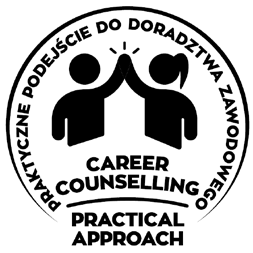 PRAKTYCZNE PODEJŚCIE DO DORADZTWA ZAWODOWEGO
CAREER
COUNSELLING
PRACTICAL
APPROACH